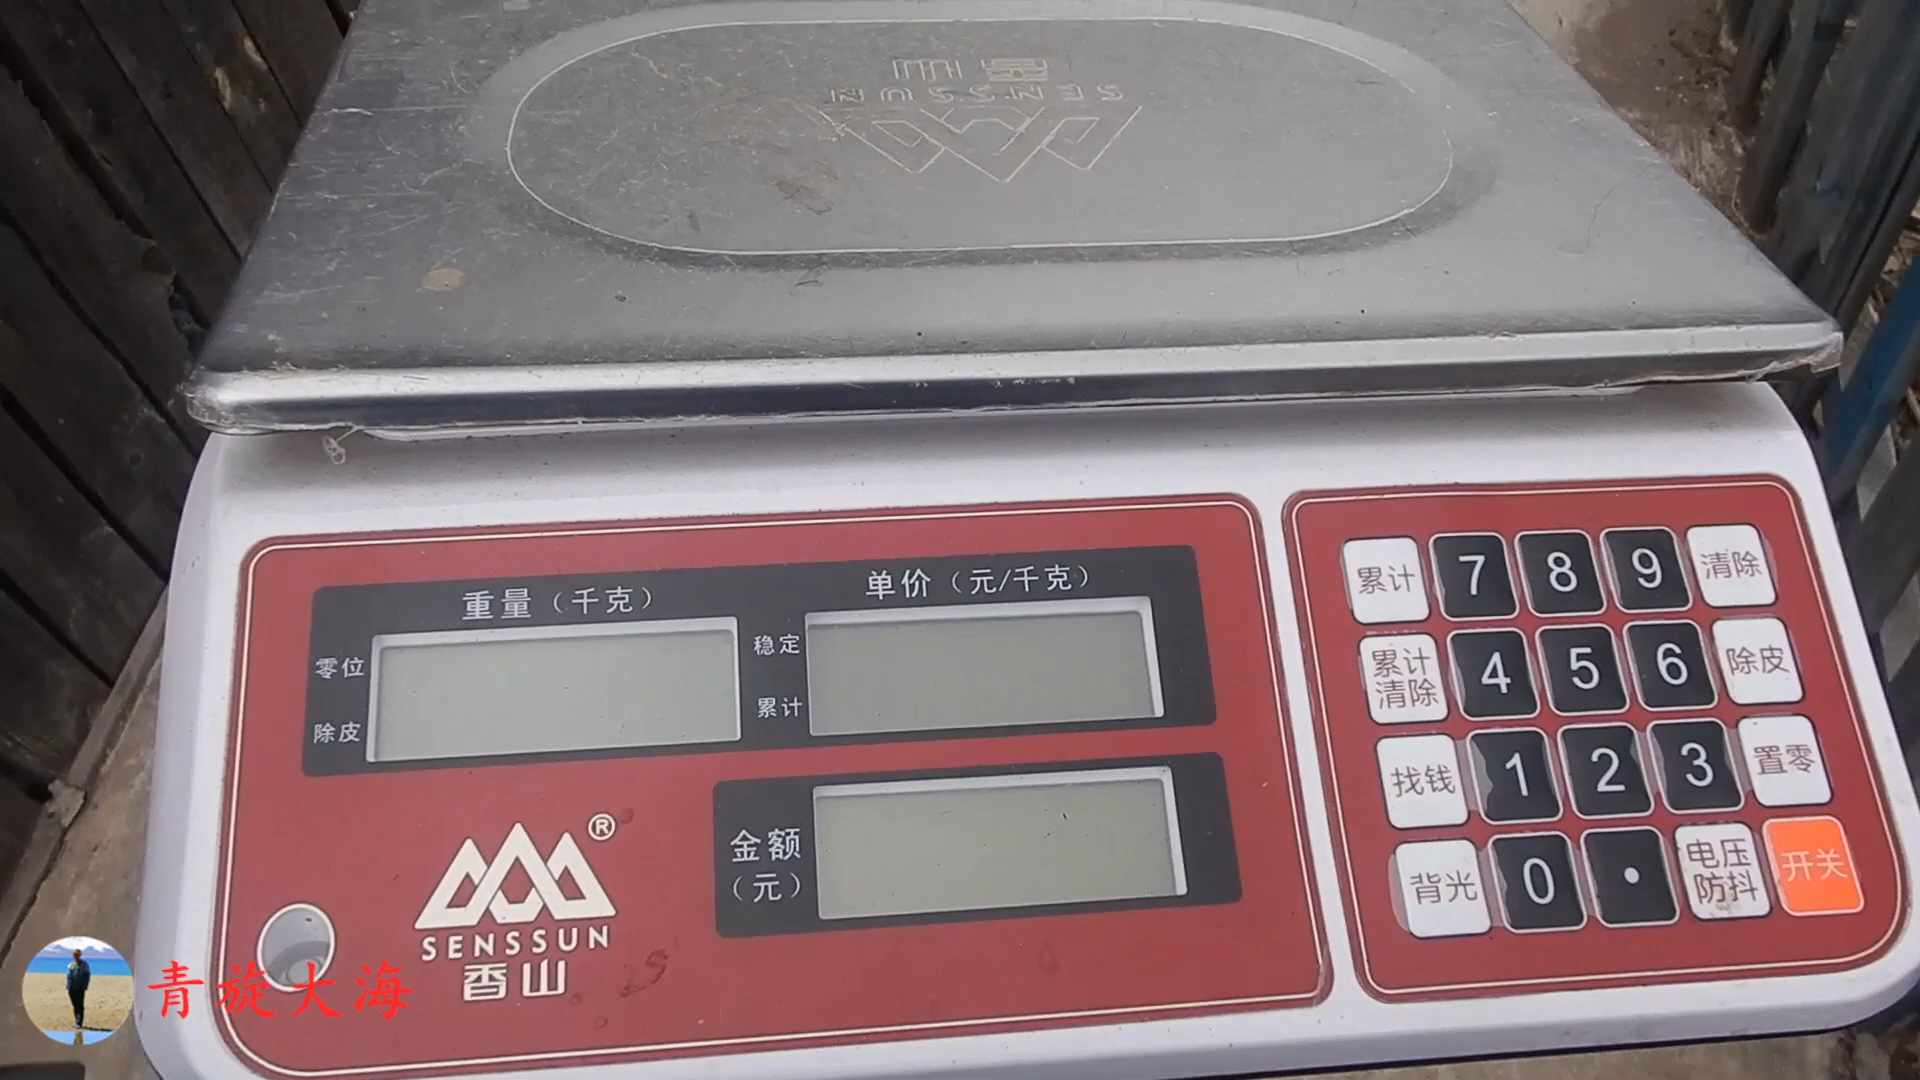 SENSSUN
重量（千克）
单价（元/千克）
零位
除皮
稳定
累计
金额
（元）
®
SENSSUN
香山
累计 7 8 9 清除
累计清除 4 5 6 除皮
找钱 1 2 3 置零
背光 0 . 电压防抖 开关
青旋大海